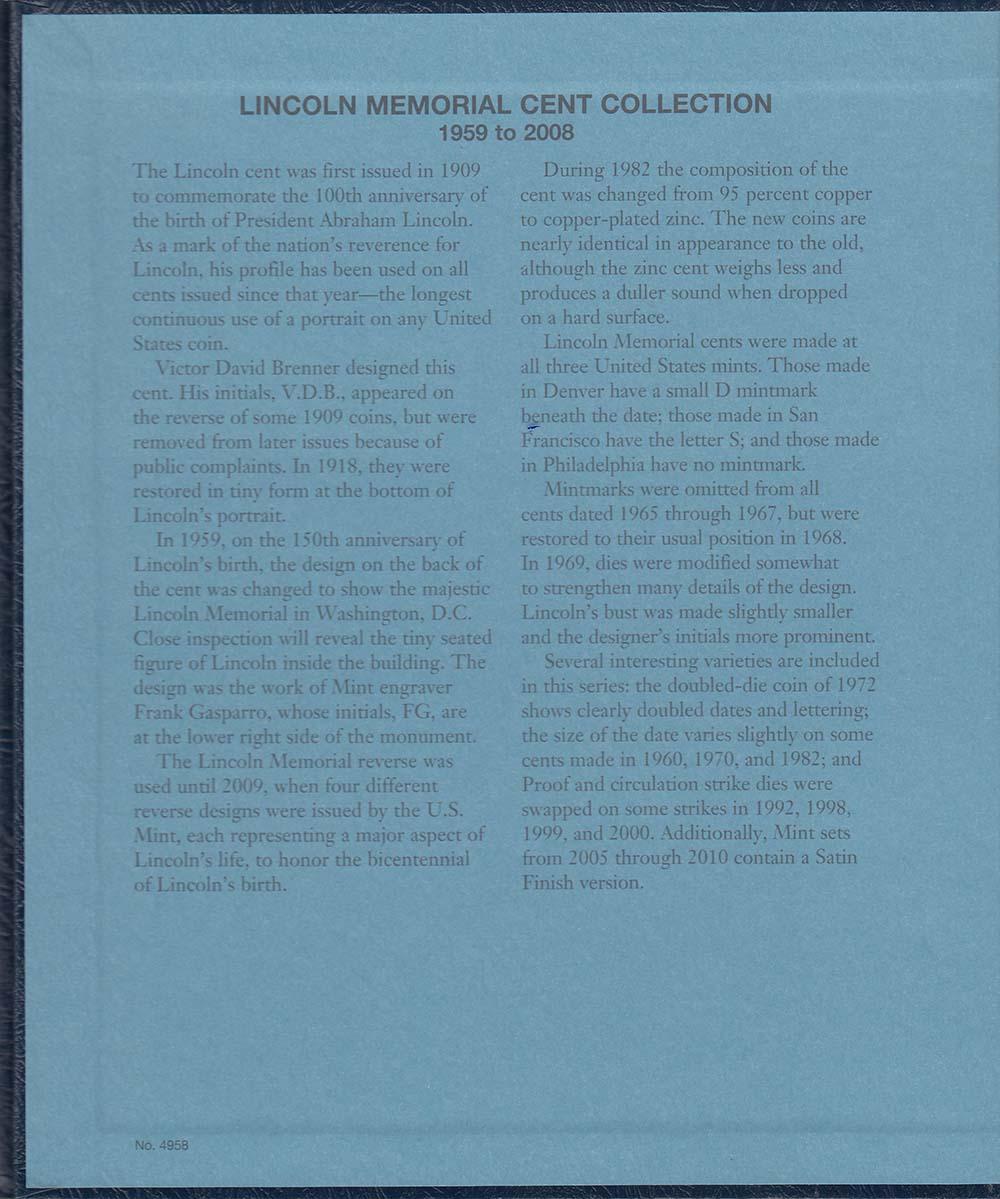 LINCOLN MEMORIAL CENT COLLECTION
1959 to 2008
The Lincoln cent was first issued in 1909
to commemorate the 100th anniversary of
the birth of President Abraham Lincoln.
As a mark of the nation's reverence for
Lincoln, his profile has been used on all
cents issued since that year—the longest
continuous use of a portrait on any United
States coin.
Victor David Brenner designed this
cent. His initials, V.D.B., appeared on
the reverse of some 1909 coins, but were
removed from later issues because of
public complaints. In 1918, they were
restored in tiny form at the bottom of
Lincoln's portrait.
In 1959, on the 150th anniversary of
Lincoln's birth, the design on the back of
the cent was changed to show the majestic
Lincoln Memorial in Washington, D.C.
Close inspection will reveal the tiny seated
figure of Lincoln inside the building. The
design was the work of Mint engraver
Frank Gasparro, whose initials, FG, are
at the lower right side of the monument.
The Lincoln Memorial reverse was
used until 2009, when four different
reverse designs were issued by the U.S.
Mint, each representing a major aspect of
Lincoln's life, to honor the bicentennial
of Lincoln's birth.
During 1982 the composition of the
cent was changed from 95 percent copper
to copper-plated zinc. The new coins are
nearly identical in appearance to the old,
although the zinc cent weighs less and
produces a duller sound when dropped
on a hard surface.
Lincoln Memorial cents were made at
all three United States mints. Those made
in Denver have a small D mintmark
beneath the date; those made in San
Francisco have the letter S; and those made
in Philadelphia have no mintmark.
Mintmarks were omitted from all
cents dated 1965 through 1967, but were
restored to their usual position in 1968.
In 1969, dies were modified somewhat
to strengthen many details of the design.
Lincoln's bust was made slightly smaller
and the designer's initials more prominent.
Several interesting varieties are included
in this series: the doubled-die coin of 1972
shows clearly doubled dates and lettering;
the size of the date varies slightly on some
cents made in 1960, 1970, and 1982; and
Proof and circulation strike dies were
swapped on some strikes in 1992, 1998,
1999, and 2000. Additionally, Mint sets
from 2005 through 2010 contain a Satin
Finish version.
No. 4958